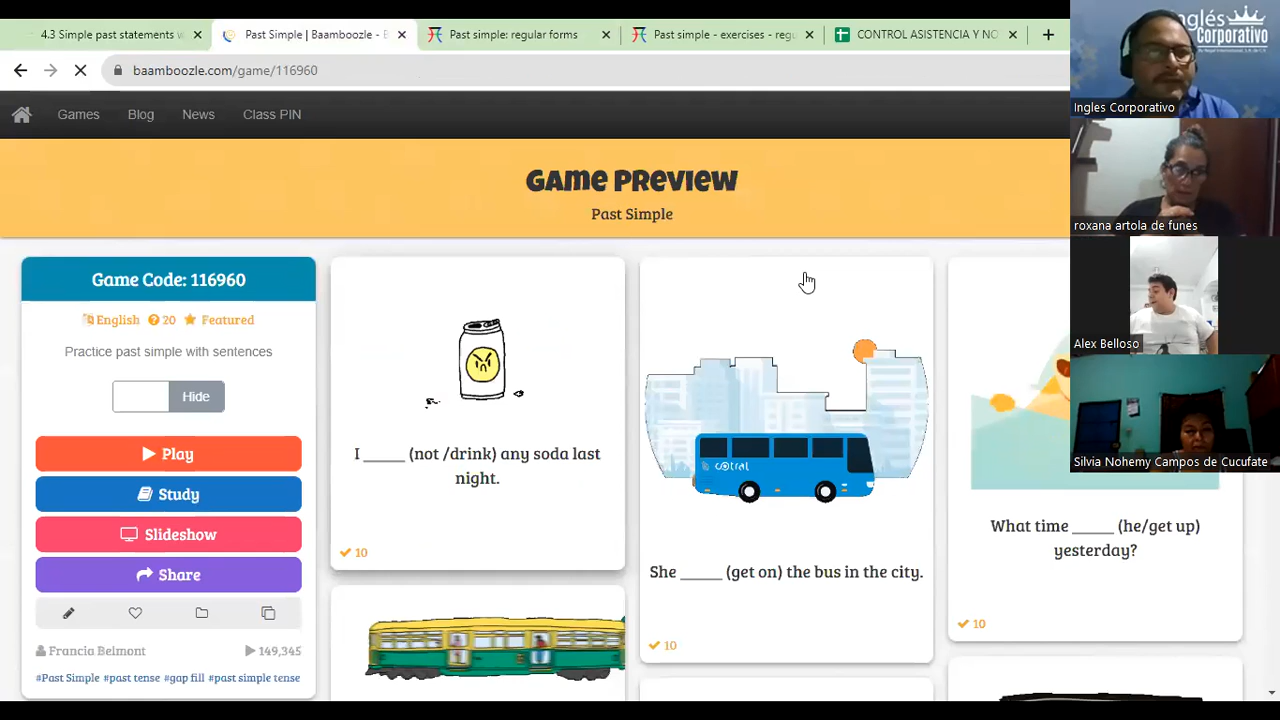 4.3 Simple past statements w
Past Simple | Baamboozle - B
Past simple: regular forms
Past simple - exercises - regu
CONTROL ASISTENCIA Y NO
baamboozle.com/game/116960
Games
Blog
News
Class PIN
Game Preview
Past Simple
Game Code: 116960
English
20
Featured
Practice past simple with sentences
Hide
Play
Study
Slideshow
Share
Francia Belmont
149,345
#Past Simple #past tense #gap fill #past simple tense
I _____ (not /drink) any soda last
night.
10
cotral
She _____ (get on) the bus in the city.
10
What time _____ (he/get up)
yesterday?
10
Inglés
Corporativo
Ingles Corporativo
roxana artola de funes
Alex Belloso
Silvia Nohemy Campos de Cucufate